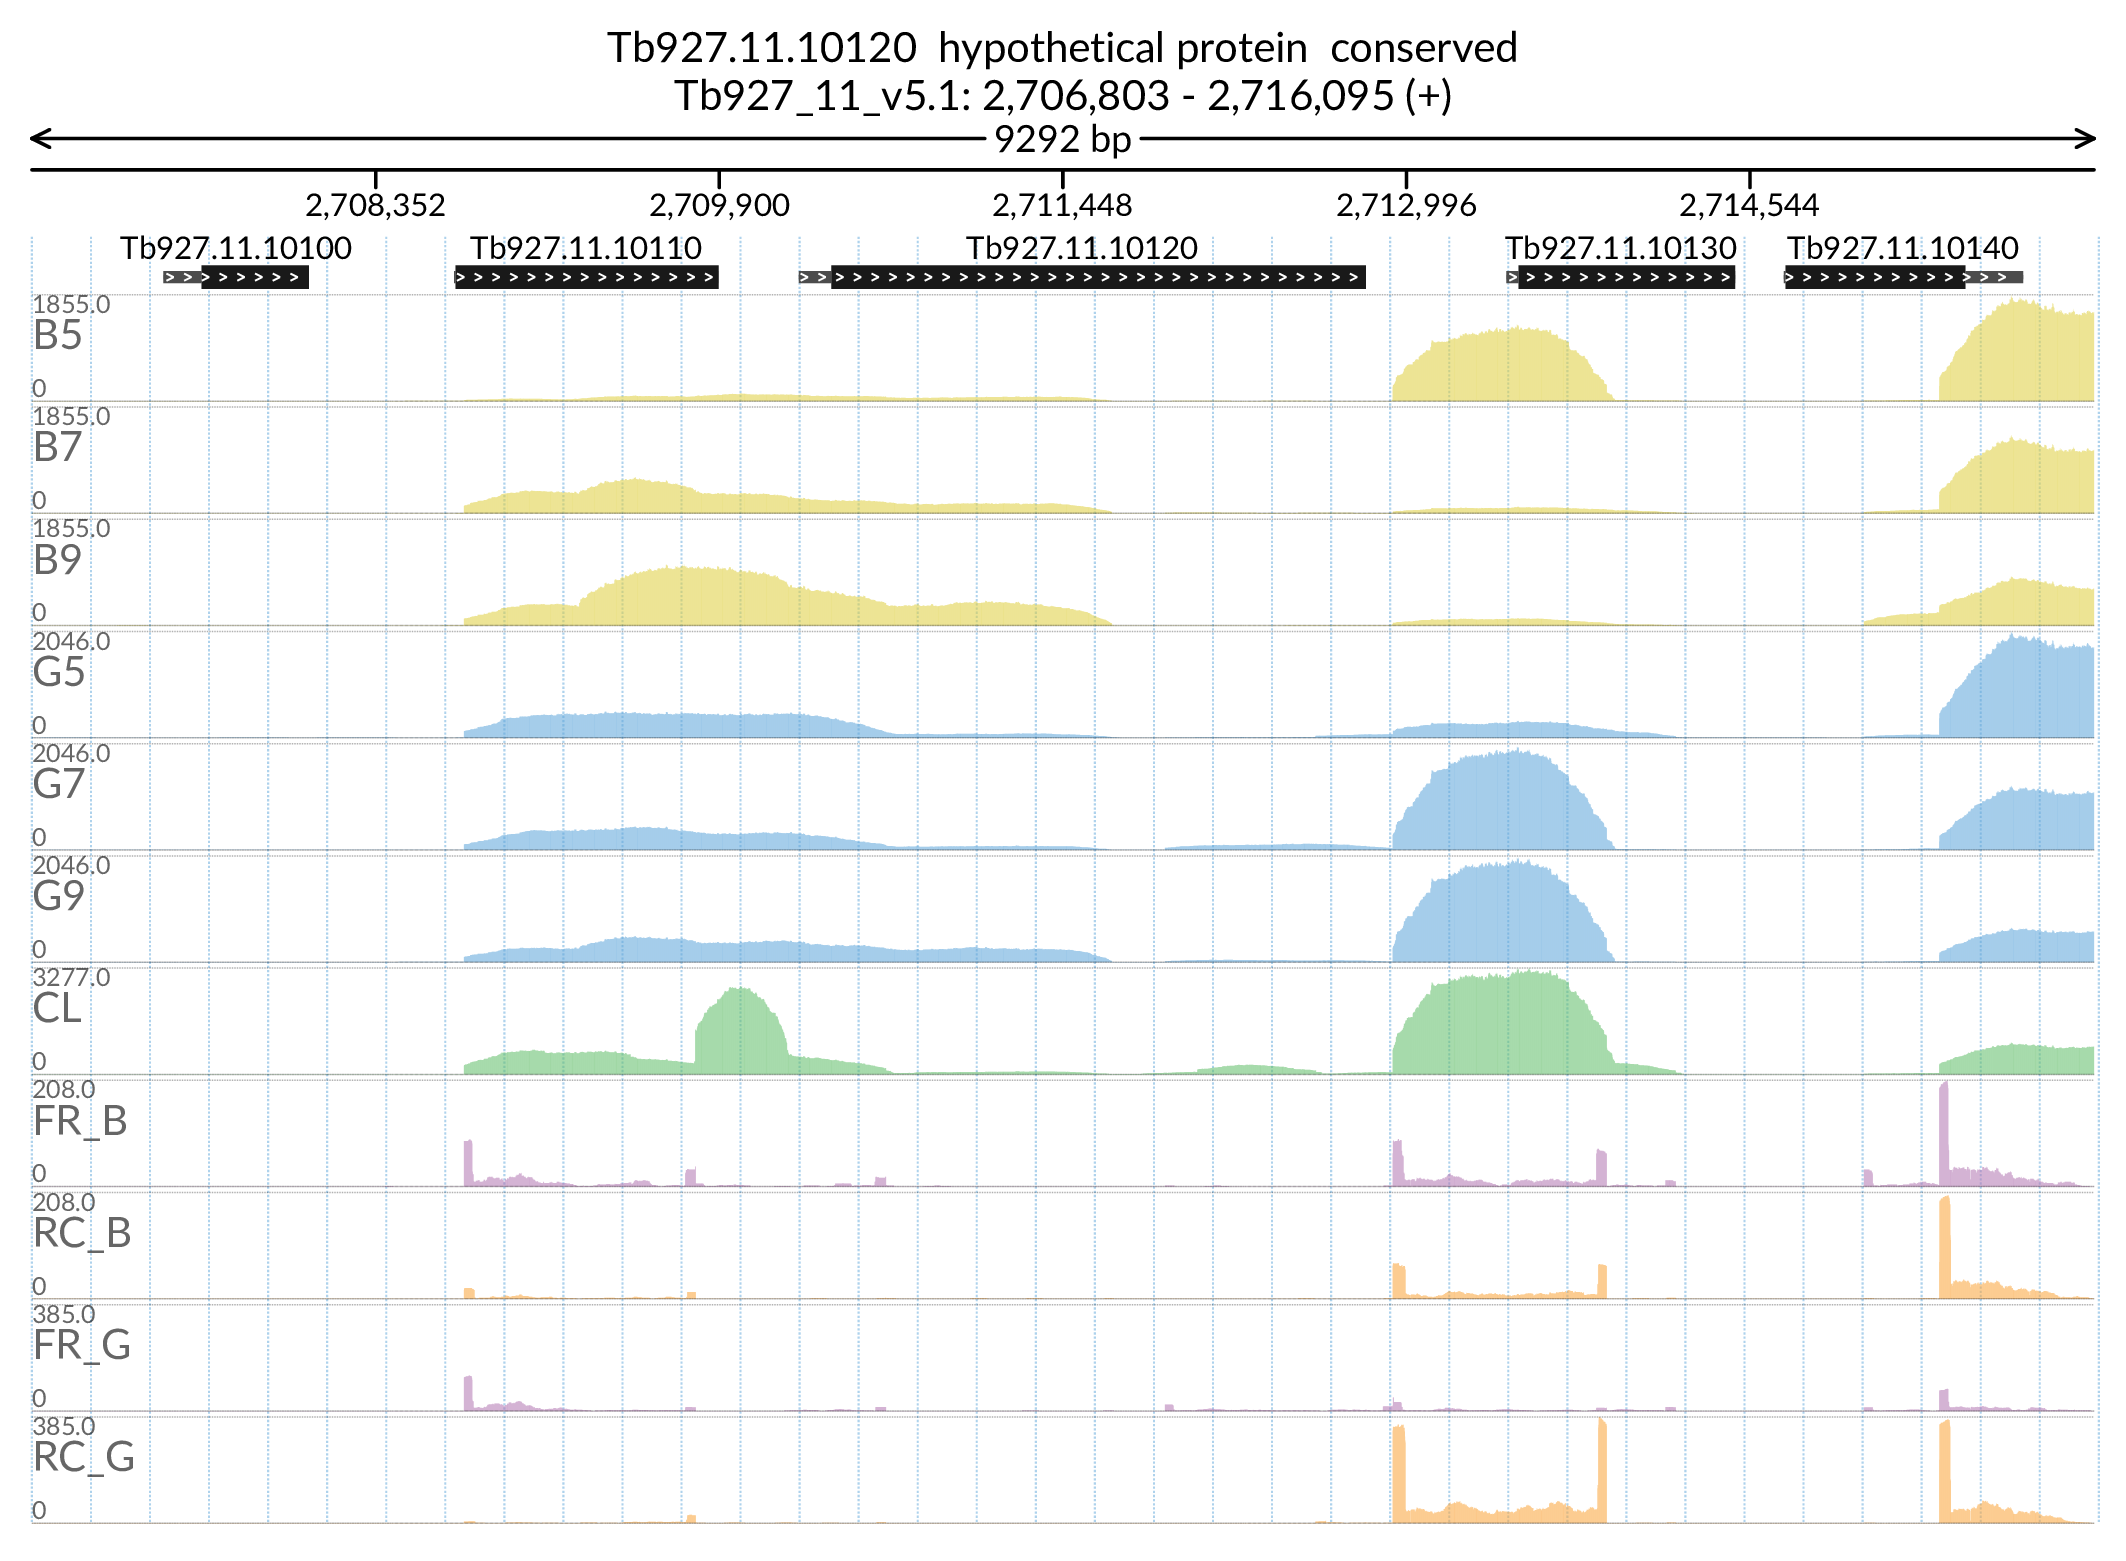 Tb927.11.10120  hypothetical protein  conserved
Tb927_11_v5.1: 2,706,803 - 2,716,095 (+)
9292 bp
2,708,352 2,709,900 2,711,448 2,712,996 2,714,544
Tb927.11.10100 Tb927.11.10110 Tb927.11.10120 Tb927.11.10130 Tb927.11.10140
1855.0
B5
0
1855.0
B7
0
1855.0
B9
0
2046.0
G5
0
2046.0
G7
0
2046.0
G9
0
3277.0
CL
0
208.0
FR_B
0
208.0
RC_B
0
385.0
FR_G
0
385.0
RC_G
0